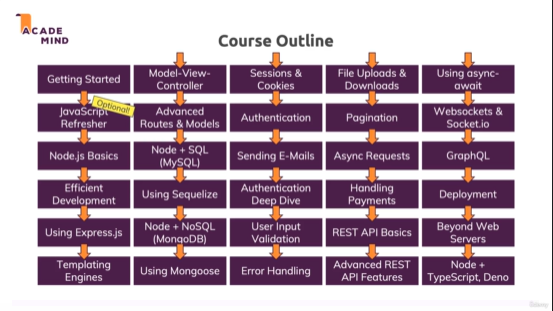 ACADE
MIND
Course Outline
Getting Started
JavaScript
Refresher
Optional!
Node.js Basics
Efficient
Development
Using Express.js
Templating
Engines
Model-View-
Controller
Advanced
Routes & Models
Node + SQL
(MySQL)
Using Sequelize
Node + NoSQL
(MongoDB)
Using Mongoose
Sessions &
Cookies
Authentication
Sending E-Mails
Authentication
Deep Dive
User Input
Validation
Error Handling
File Uploads &
Downloads
Pagination
Async Requests
Handling
Payments
REST API Basics
Advanced REST
API Features
Using async-
await
Websockets &
Socket.io
GraphQL
Deployment
Beyond Web
Servers
Node +
TypeScript, Deno